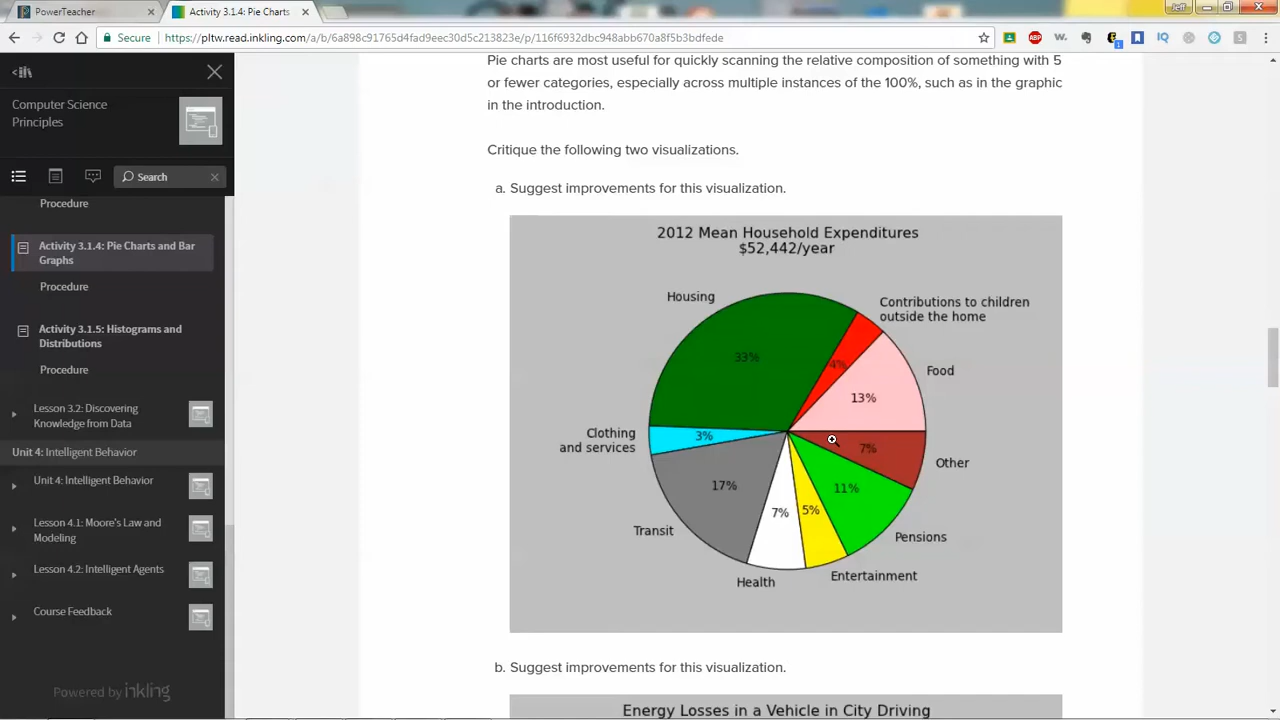 PowerTeacher
Activity 3.1.4: Pie Charts
Jeff
Secure
https://pltw.read.inkling.com/a/b/6a898c91765d4fad9eec30d5c213823e/p/116f6932dbc948abb670a8f5b3bdfede
ABP
Computer Science
Principles
Search
Procedure
Activity 3.1.4: Pie Charts and Bar
Graphs
Procedure
Activity 3.1.5: Histograms and
Distributions
Procedure
Lesson 3.2: Discovering
Knowledge from Data
Unit 4: Intelligent Behavior
Unit 4: Intelligent Behavior
Lesson 4.1: Moore's Law and
Modeling
Lesson 4.2: Intelligent Agents
Course Feedback
Powered by inkling
Pie charts are most useful for quickly scanning the relative composition of something with 5
or fewer categories, especially across multiple instances of the 100%, such as in the graphic
in the introduction.
Critique the following two visualizations.
a. Suggest improvements for this visualization.
2012 Mean Household Expenditures
$52,442/year
Housing
Contributions to children
outside the home
33%
4%
Food
13%
Clothing
and services
3%
7%
Other
17%
11%
Transit
7%
5%
Pensions
Health
Entertainment
b. Suggest improvements for this visualization.
Energy Losses in a Vehicle in City Driving